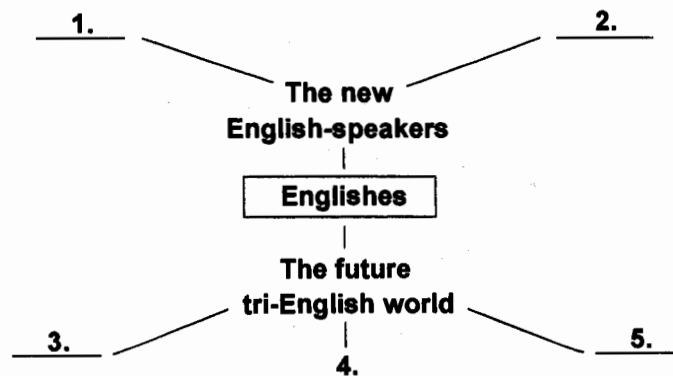 1.
2.
The new
English-speakers
Englishes
The future
tri-English world
3.
4.
5.